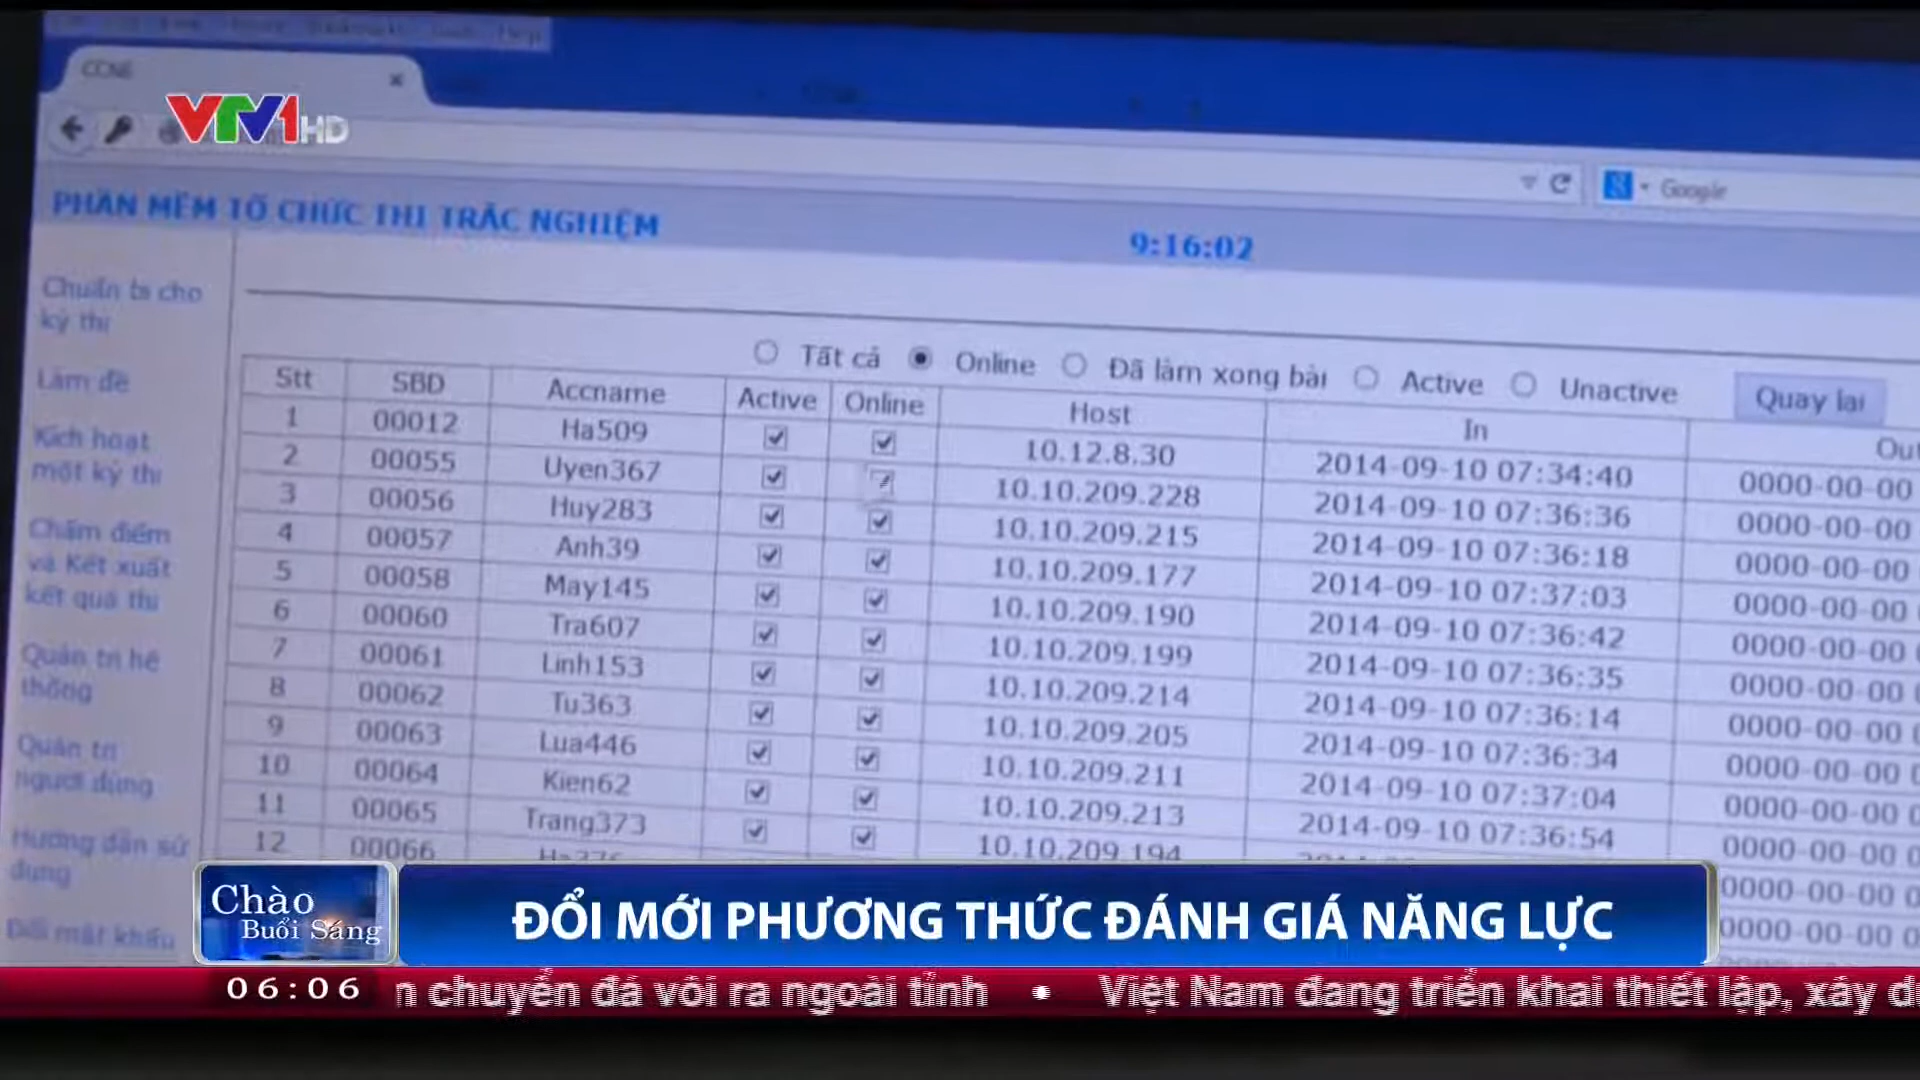 CCNE
VTV1 HD
Google
PHẦN MỀM TỔ CHỨC THI TRẮC NGHIỆM
9:16:02
Chuẩn bị cho
kỳ thi
Làm đề
Kích hoạt
một kỳ thi
Chấm điểm
và Kết xuất
kết quả thi
Quản trị hệ
thống
Quản trị
người dùng
Hướng dẫn sử
dụng
Đổi mật khẩu
Tất cả Online Đã làm xong bài Active Unactive Quay lại
Stt SBD Accname Active Online Host In Out
1 00012 Ha509 10.12.8.30 2014-09-10 07:34:40 0000-00-00
2 00055 Uyen367 10.10.209.228 2014-09-10 07:36:36 0000-00-00
3 00056 Huy283 10.10.209.215 2014-09-10 07:36:18 0000-00-00
4 00057 Anh39 10.10.209.177 2014-09-10 07:37:03 0000-00-00
5 00058 May145 10.10.209.190 2014-09-10 07:36:42 0000-00-00
6 00060 Tra607 10.10.209.199 2014-09-10 07:36:35 0000-00-00
7 00061 Linh153 10.10.209.214 2014-09-10 07:36:14 0000-00-00
8 00062 Tu363 10.10.209.205 2014-09-10 07:36:34 0000-00-00
9 00063 Lua446 10.10.209.211 2014-09-10 07:37:04 0000-00-00
10 00064 Kien62 10.10.209.213 2014-09-10 07:36:54 0000-00-00
11 00065 Trang373 10.10.209.194 0000-00-00
12 00066 0000-00-00
Chào
Buổi Sáng
ĐỔI MỚI PHƯƠNG THỨC ĐÁNH GIÁ NĂNG LỰC
06:06 n chuyển đá vôi ra ngoài tỉnh • Việt Nam đang triển khai thiết lập, xây